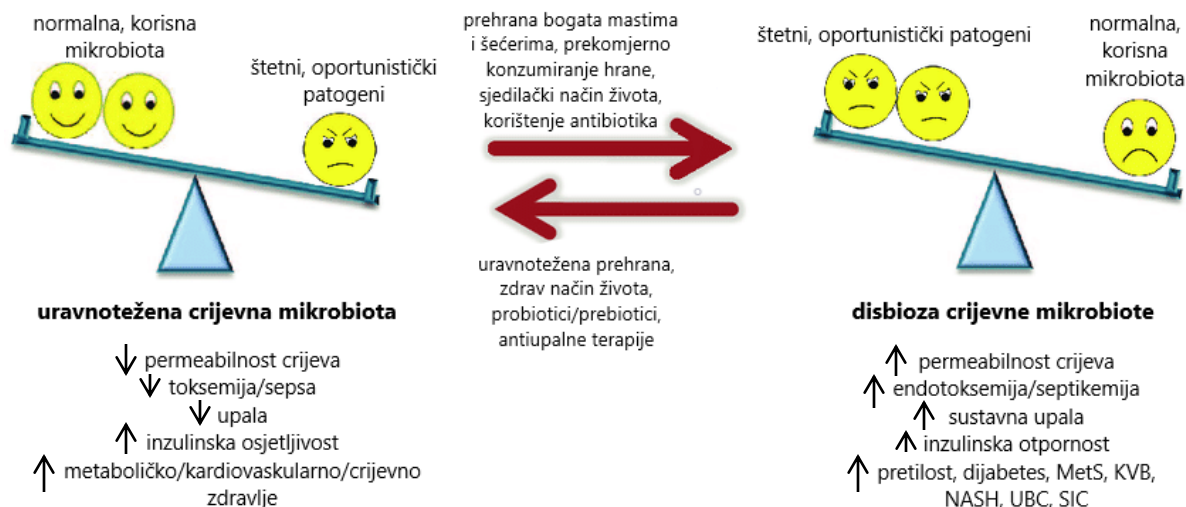 normalna, korisna
mikrobiota
štetni, oportunistički
patogeni
uravnotežena crijevna mikrobiota
permeabilnost crijeva
toksemija/sepsa
upala
inzulinska osjetljivost
metaboličko/kardiovaskularno/crijevno
zdravlje
prehrana bogata mastima
i šećerima, prekomjerno
konzumiranje hrane,
sjedilački način života,
korištenje antibiotika
uravnotežena prehrana,
zdrav način života,
probiotici/prebiotici,
antiupalne terapije
štetni, oportunistički patogeni
normalna,
korisna
mikrobiota
disbioza crijevne mikrobiote
permeabilnost crijeva
endotoksemija/septikemija
sustavna upala
inzulinska otpornost
pretilost, dijabetes, MetS, KVB,
NASH, UBC, SIC